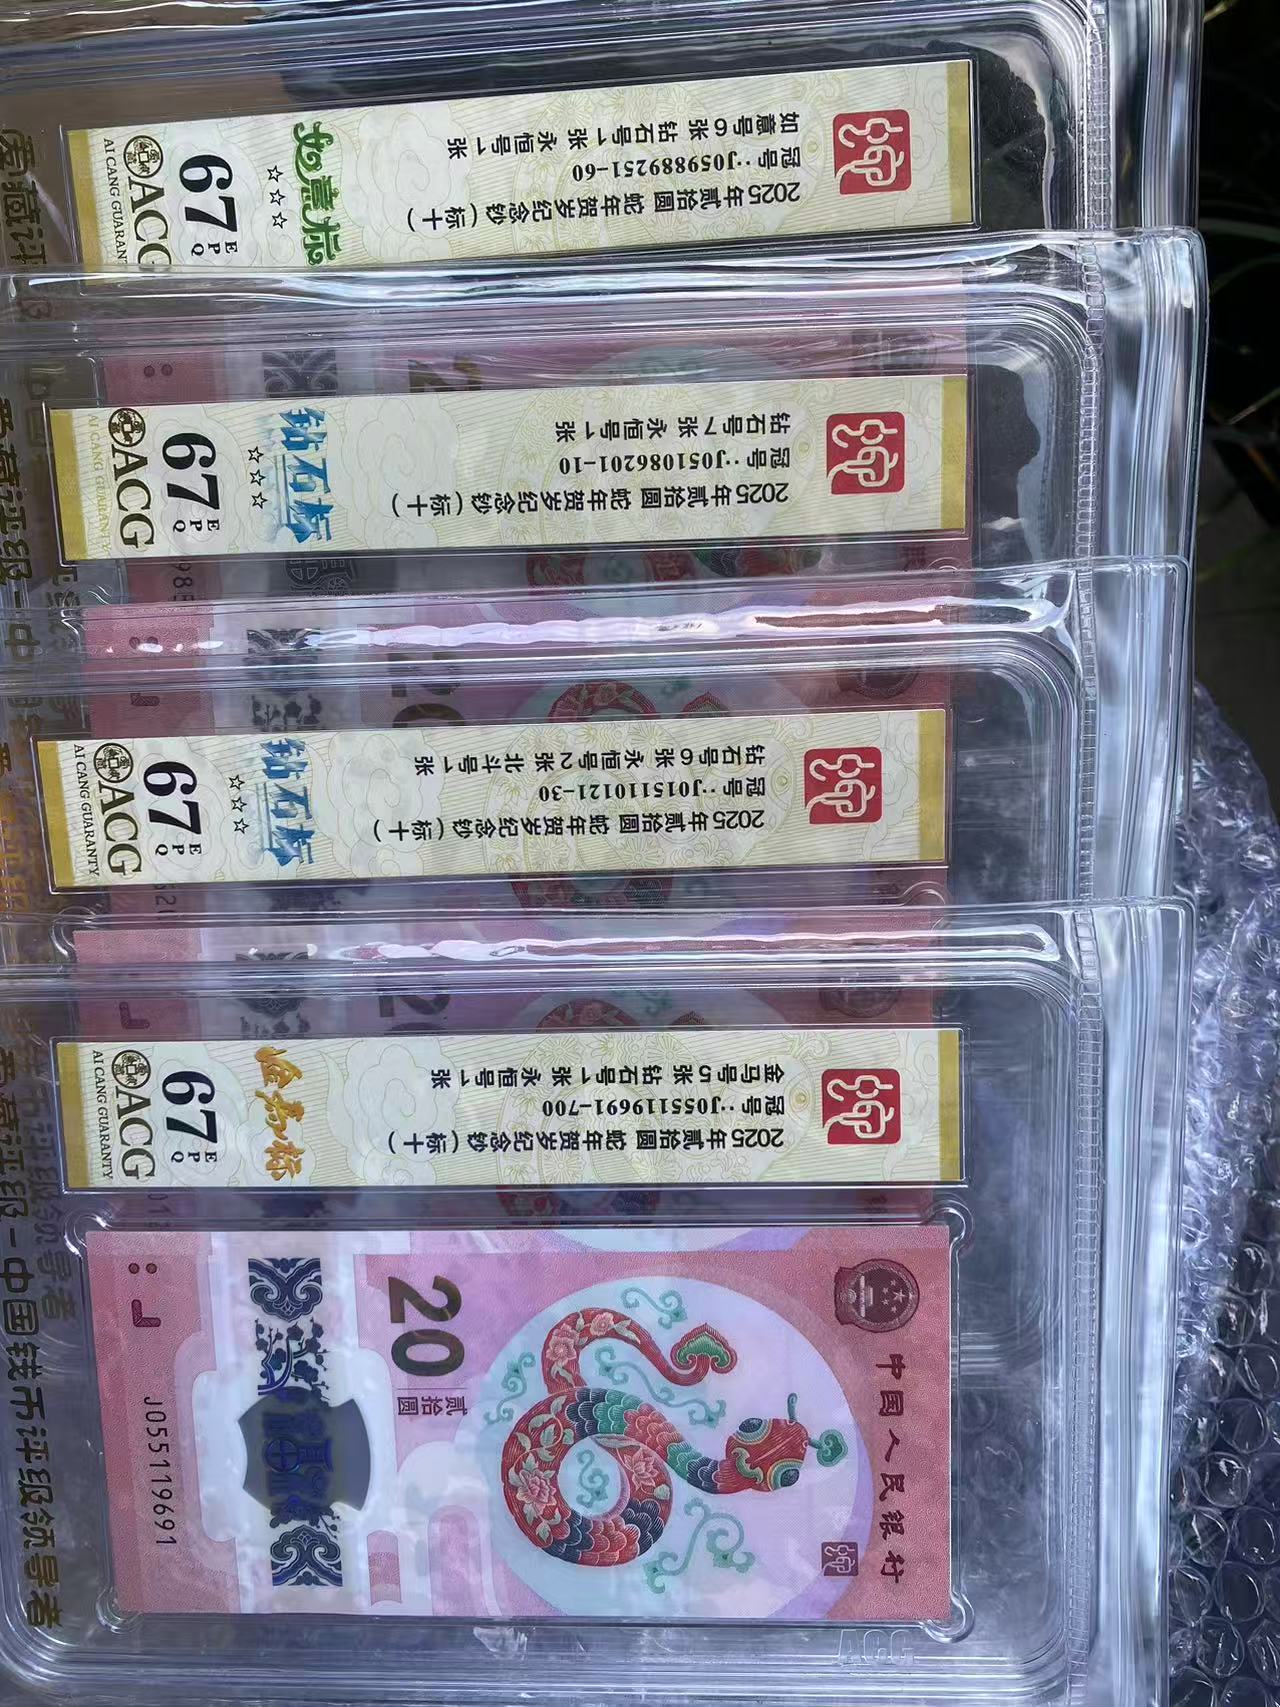 2025年贰拾圆 蛇年贺岁纪念钞(标十)
冠号:J059889251-60
如意号6张 钻石号1张 永恒号1张
如意标
☆☆☆
67
EPQ
ACG
AI CANG GUARANTY
2025年贰拾圆 蛇年贺岁纪念钞(标十)
冠号:J051086201-10
钻石号7张 永恒号1张
钻石标
☆☆☆
67
EPQ
ACG
AI CANG GUARANTY
2025年贰拾圆 蛇年贺岁纪念钞(标十)
冠号:J015110121-30
钻石号6张 永恒号2张 北斗号1张
钻石标
☆☆☆
67
EPQ
ACG
AI CANG GUARANTY
2025年贰拾圆 蛇年贺岁纪念钞(标十)
冠号:J055119691-700
金马号5张 钻石号1张 永恒号1张
金马标
67
EPQ
ACG
AI CANG GUARANTY
中国人民银行
20
贰拾圆
福
J055119691
爱藏评级-中国钱币评级领导者
ACG